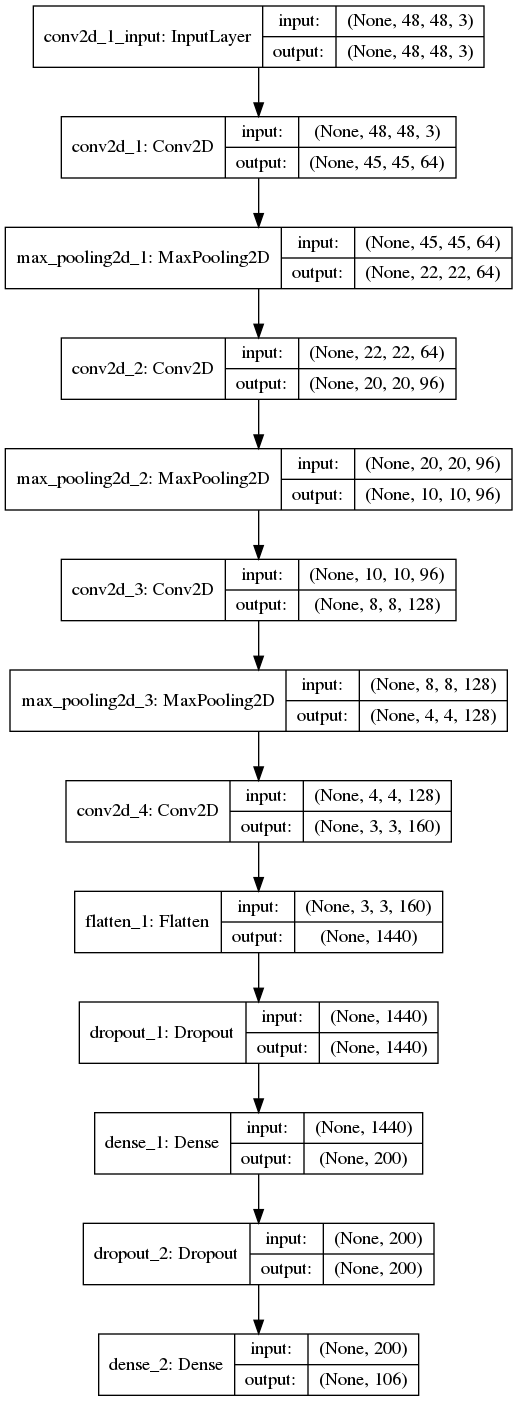 conv2d_1_input: InputLayer
input: (None, 48, 48, 3)
output: (None, 48, 48, 3)
conv2d_1: Conv2D
input: (None, 48, 48, 3)
output: (None, 45, 45, 64)
max_pooling2d_1: MaxPooling2D
input: (None, 45, 45, 64)
output: (None, 22, 22, 64)
conv2d_2: Conv2D
input: (None, 22, 22, 64)
output: (None, 20, 20, 96)
max_pooling2d_2: MaxPooling2D
input: (None, 20, 20, 96)
output: (None, 10, 10, 96)
conv2d_3: Conv2D
input: (None, 10, 10, 96)
output: (None, 8, 8, 128)
max_pooling2d_3: MaxPooling2D
input: (None, 8, 8, 128)
output: (None, 4, 4, 128)
conv2d_4: Conv2D
input: (None, 4, 4, 128)
output: (None, 3, 3, 160)
flatten_1: Flatten
input: (None, 3, 3, 160)
output: (None, 1440)
dropout_1: Dropout
input: (None, 1440)
output: (None, 1440)
dense_1: Dense
input: (None, 1440)
output: (None, 200)
dropout_2: Dropout
input: (None, 200)
output: (None, 200)
dense_2: Dense
input: (None, 200)
output: (None, 106)